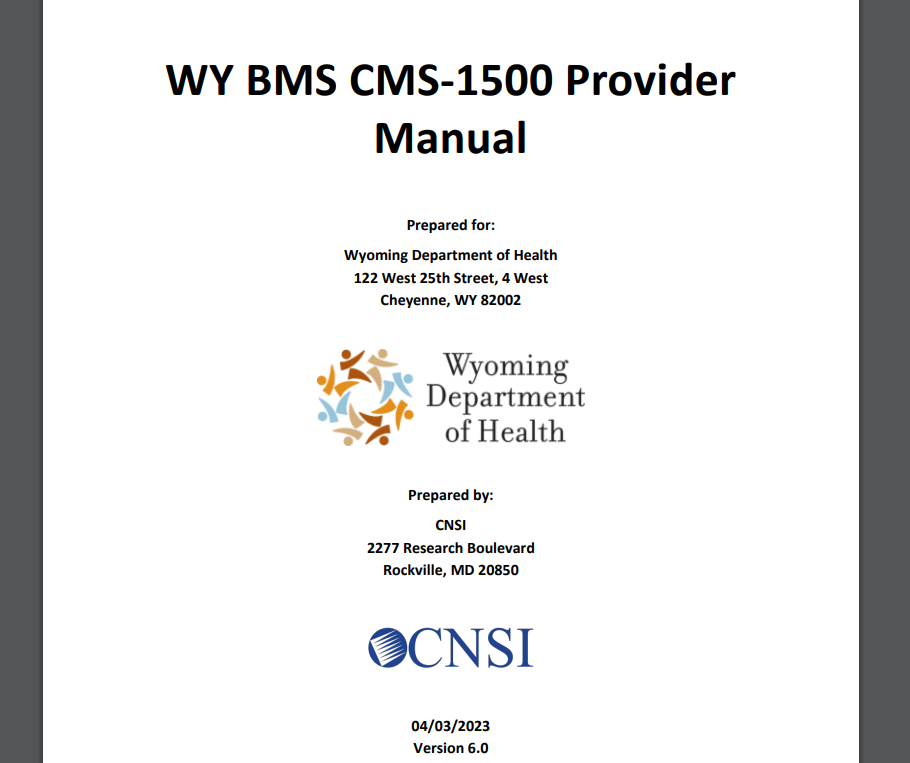 WY BMS CMS-1500 Provider
Manual
Prepared for:
Wyoming Department of Health
122 West 25th Street, 4 West
Cheyenne, WY 82002
Wyoming
Department
of Health
Prepared by:
CNSI
2277 Research Boulevard
Rockville, MD 20850
CNSI
04/03/2023
Version 6.0